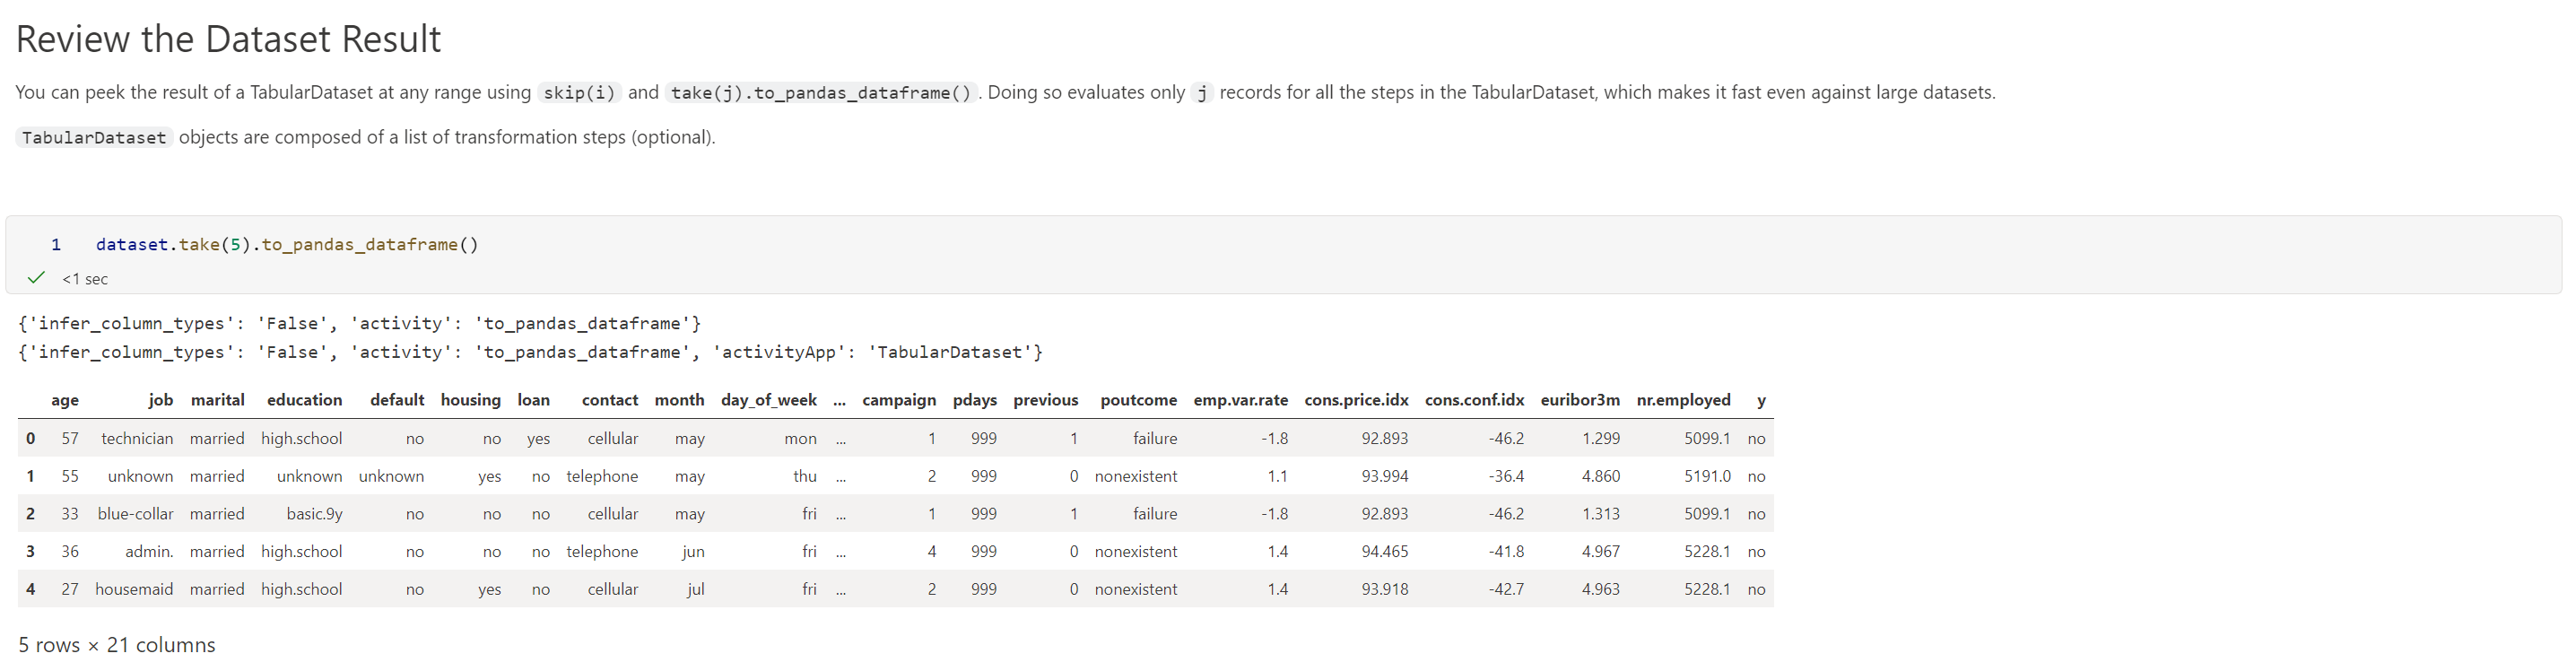 Review the Dataset Result
You can peek the result of a TabularDataset at any range using skip(i) and take(j).to_pandas_dataframe(). Doing so evaluates only j records for all the steps in the TabularDataset, which makes it fast even against large datasets.
TabularDataset objects are composed of a list of transformation steps (optional).
1 dataset.take(5).to_pandas_dataframe()
<1 sec
{'infer_column_types': 'False', 'activity': 'to_pandas_dataframe'}
{'infer_column_types': 'False', 'activity': 'to_pandas_dataframe', 'activityApp': 'TabularDataset'}
age job marital education default housing loan contact month day_of_week ... campaign pdays previous poutcome emp.var.rate cons.price.idx cons.conf.idx euribor3m nr.employed y
0 57 technician married high.school no no yes cellular may mon ... 1 999 1 failure -1.8 92.893 -46.2 1.299 5099.1 no
1 55 unknown married unknown unknown yes no telephone may thu ... 2 999 0 nonexistent 1.1 93.994 -36.4 4.860 5191.0 no
2 33 blue-collar married basic.9y no no no cellular may fri ... 1 999 1 failure -1.8 92.893 -46.2 1.313 5099.1 no
3 36 admin. married high.school no no no telephone jun fri ... 4 999 0 nonexistent 1.4 94.465 -41.8 4.967 5228.1 no
4 27 housemaid married high.school no yes no cellular jul fri ... 2 999 0 nonexistent 1.4 93.918 -42.7 4.963 5228.1 no
5 rows × 21 columns